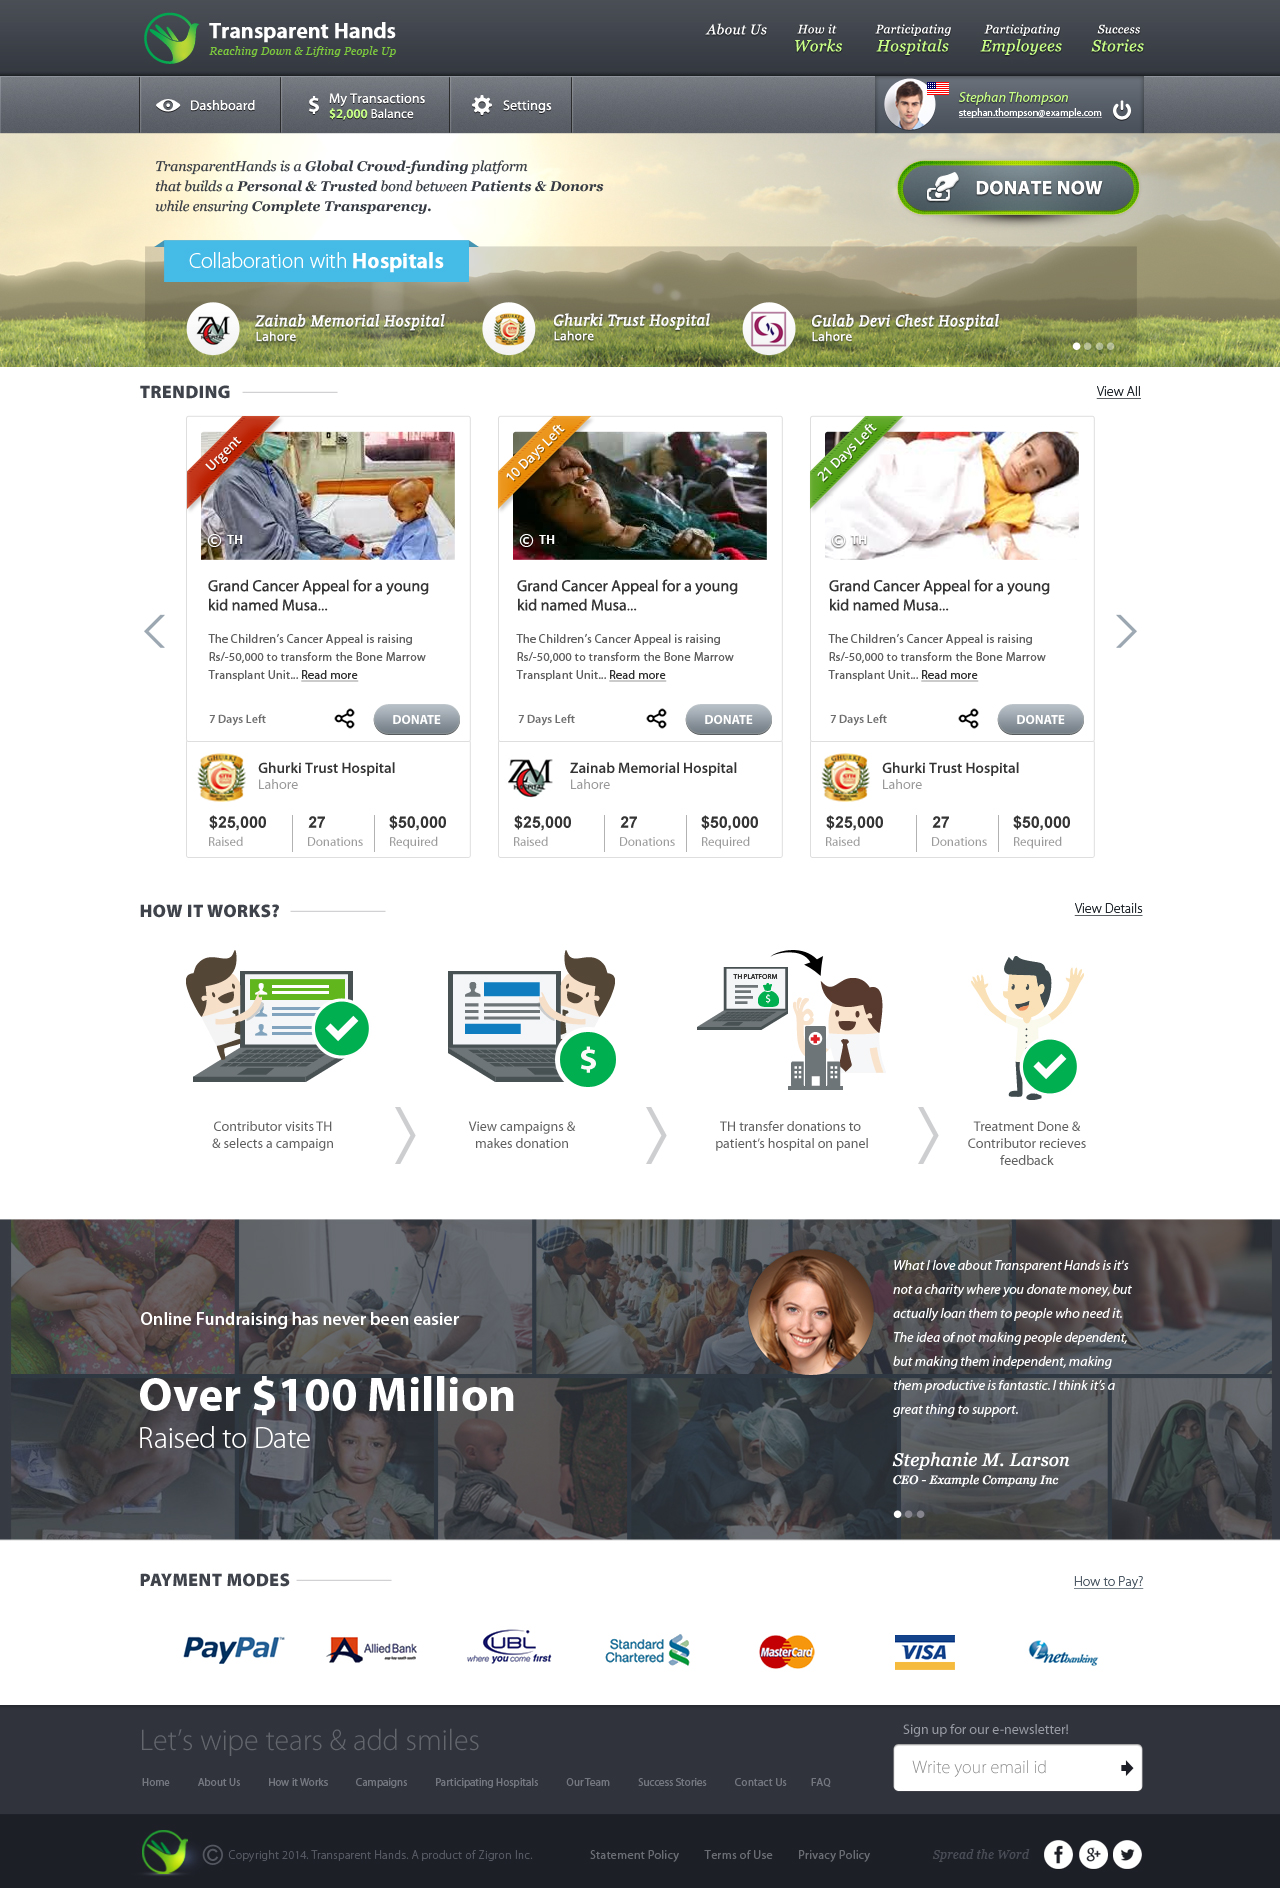 Transparent Hands
Reaching Down & Lifting People Up
About Us
How it
Works
Participating
Hospitals
Participating
Employees
Success
Stories
Dashboard
$ My Transactions
$2,000 Balance
Settings
Stephan Thompson
stephan.thompson@example.com
TransparentHands is a Global Crowd-funding platform
that builds a Personal & Trusted bond between Patients & Donors
while ensuring Complete Transparency.
DONATE NOW
Collaboration with Hospitals
ZM
HOSPITAL
Zainab Memorial Hospital
Lahore
GHURKI
Ghurki Trust Hospital
Lahore
Gulab Devi Chest Hospital
Lahore
TRENDING
View All
Urgent
© TH
Grand Cancer Appeal for a young
kid named Musa...
The Children's Cancer Appeal is raising
Rs/-50,000 to transform the Bone Marrow
Transplant Unit... Read more
7 Days Left
DONATE
GHURKI
Ghurki Trust Hospital
Lahore
$25,000
Raised
27
Donations
$50,000
Required
10 Days Left
© TH
Grand Cancer Appeal for a young
kid named Musa...
The Children's Cancer Appeal is raising
Rs/-50,000 to transform the Bone Marrow
Transplant Unit... Read more
7 Days Left
DONATE
ZM
HOSPITAL
Zainab Memorial Hospital
Lahore
$25,000
Raised
27
Donations
$50,000
Required
21 Days Left
© TH
Grand Cancer Appeal for a young
kid named Musa...
The Children's Cancer Appeal is raising
Rs/-50,000 to transform the Bone Marrow
Transplant Unit... Read more
7 Days Left
DONATE
GHURKI
Ghurki Trust Hospital
Lahore
$25,000
Raised
27
Donations
$50,000
Required
HOW IT WORKS?
View Details
$
TH PLATFORM
$
Contributor visits TH
& selects a campaign
View campaigns &
makes donation
TH transfer donations to
patient's hospital on panel
Treatment Done &
Contributor recieves
feedback
Online Fundraising has never been easier
Over $100 Million
Raised to Date
What I love about Transparent Hands is it's
not a charity where you donate money, but
actually loan them to people who need it.
The idea of not making people dependent,
but making them independent, making
them productive is fantastic. I think it's a
great thing to support.
Stephanie M. Larson
CEO - Example Company Inc
PAYMENT MODES
How to Pay?
PayPal
Allied Bank
UBL
where you come first
Standard
Chartered
MasterCard
VISA
inetbanking
Let's wipe tears & add smiles
Home
About Us
How it Works
Campaigns
Participating Hospitals
Our Team
Success Stories
Contact Us
FAQ
Sign up for our e-newsletter!
Write your email id
© Copyright 2014. Transparent Hands. A product of Zigron Inc.
Statement Policy
Terms of Use
Privacy Policy
Spread the Word
f
g+